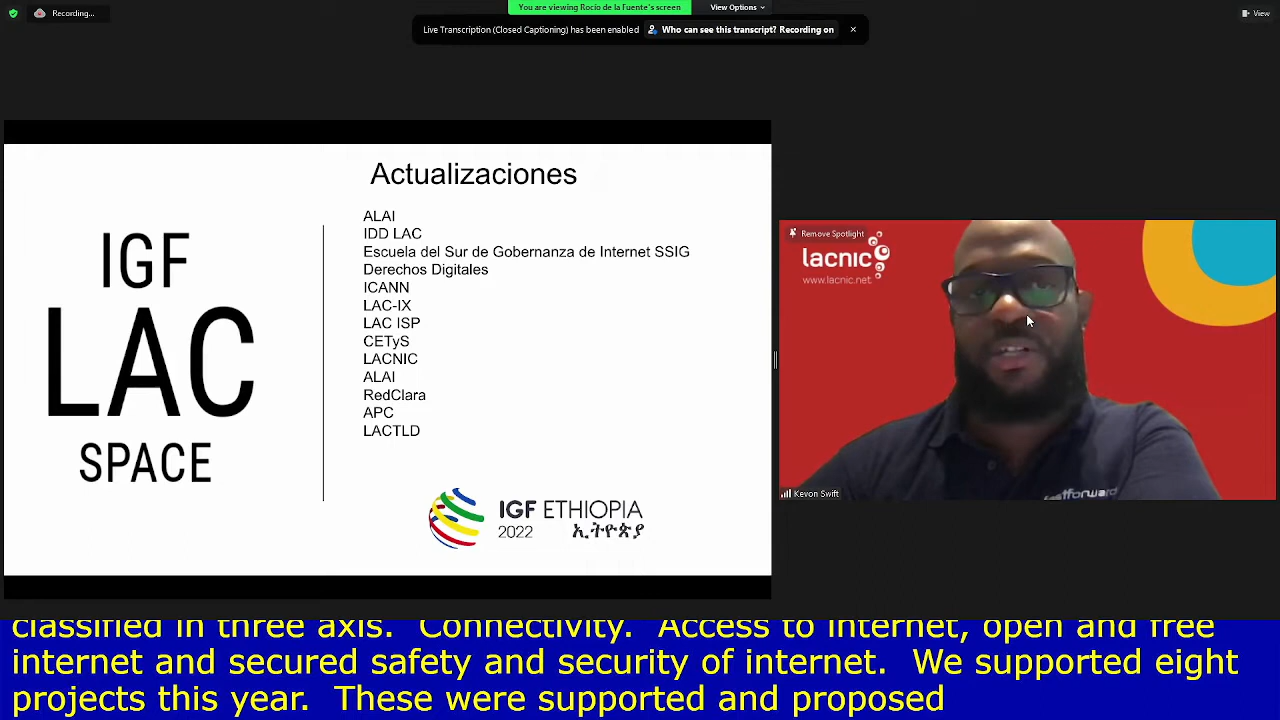 Recording...
You are viewing Rocío de la Fuente's screen
View Options
View
Live Transcription (Closed Captioning) has been enabled
Who can see this transcript? Recording on
Actualizaciones
IGF
LAC
SPACE
ALAI
IDD LAC
Escuela del Sur de Gobernanza de Internet SSIG
Derechos Digitales
ICANN
LAC-IX
LAC ISP
CETyS
LACNIC
ALAI
RedClara
APC
LACTLD
IGF ETHIOPIA
2022 ኢትዮጵያ
Remove Spotlight
lacnic
www.lacnic.net
Kevon Swift
classified in three axis. Connectivity. Access to internet, open and free
internet and secured safety and security of internet. We supported eight
projects this year. These were supported and proposed